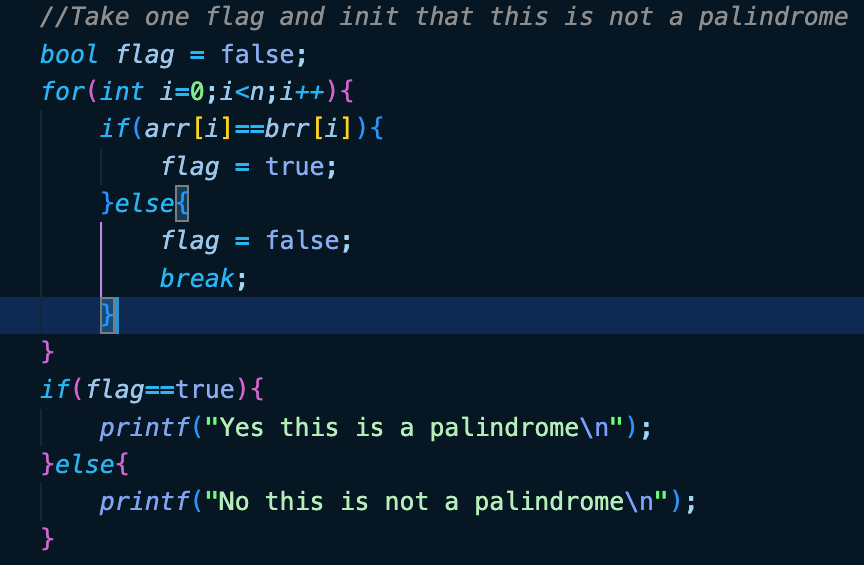 //Take one flag and init that this is not a palindrome
bool flag = false;
for(int i=0;i<n;i++){
    if(arr[i]==brr[i]){
        flag = true;
    }else{
        flag = false;
        break;
    }
}
if(flag==true){
    printf("Yes this is a palindrome\n");
}else{
    printf("No this is not a palindrome\n");
}